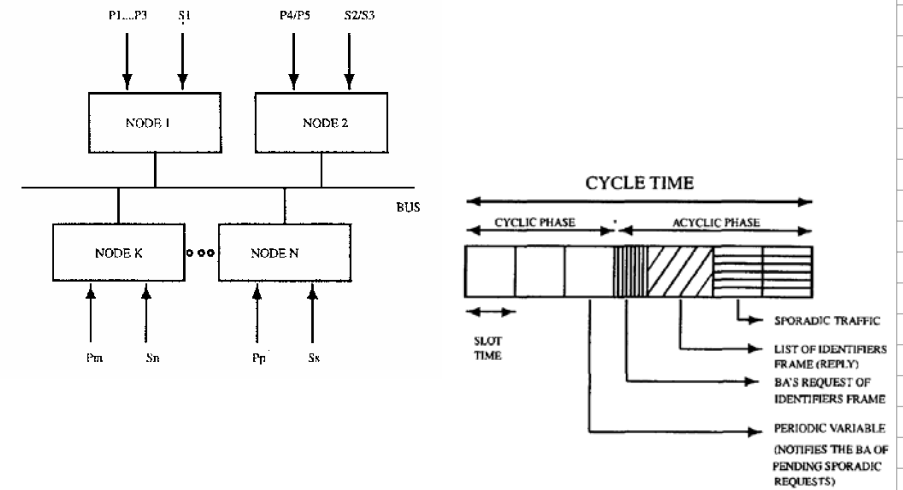 P1....P3 S1 P4/P5 S2/S3
NODE 1 NODE 2
BUS
NODE K NODE N
Pm Sn Pp Ss
CYCLE TIME
CYCLIC PHASE ACYCLIC PHASE
SLOT
TIME
SPORADIC TRAFFIC
LIST OF IDENTIFIERS
FRAME (REPLY)
BA'S REQUEST OF
IDENTIFIERS FRAME
PERIODIC VARIABLE
(NOTIFIES THE BA OF
PENDING SPORADIC
REQUESTS)